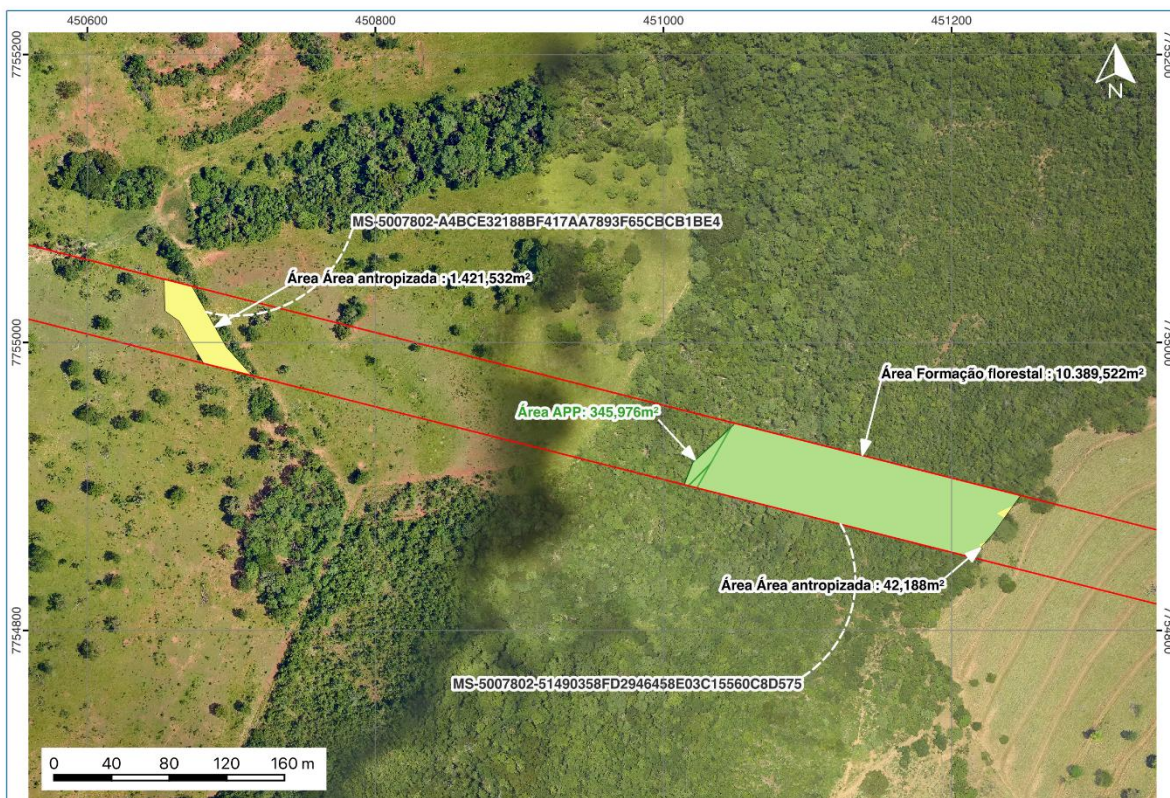 450600
450800
451000
451200
7755200
7755200
N
MS-5007802-A4BCE32188BF417AA7893F65CBCB1BE4
Área Área antropizada : 1.421,532m²
7755000
7755000
Área Formação florestal : 10.389,522m²
Área APP: 345,976m²
Área Área antropizada : 42,188m²
7754800
7754800
MS-5007802-51490358FD2946458E03C15560C8D575
0 40 80 120 160 m